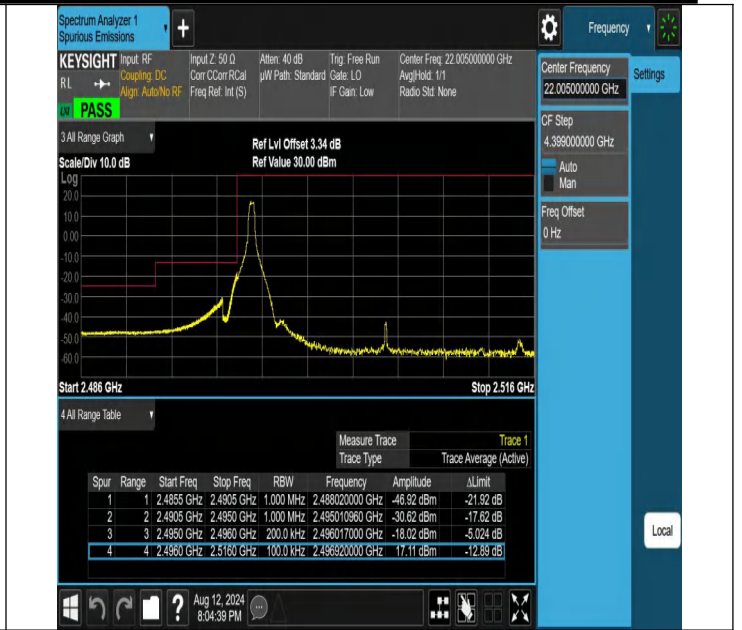 Spectrum Analyzer 1
Spurious Emissions
Frequency
KEYSIGHT
RL
Input: RF
Coupling: DC
Align: Auto/No RF
Input Z: 50 Ω
Corr CCorr RCal
Freq Ref: Int (S)
Atten: 40 dB
µW Path: Standard
Trig: Free Run
Gate: LO
IF Gain: Low
Center Freq: 22.005000000 GHz
Avg|Hold: 1/1
Radio Std: None
PASS
Center Frequency
22.005000000 GHz
Settings
CF Step
4.399000000 GHz
Auto
Man
Freq Offset
0 Hz
3 All Range Graph
Scale/Div 10.0 dB
Ref Lvl Offset 3.34 dB
Ref Value 30.00 dBm
Log
20.0
10.0
0.00
-10.0
-20.0
-30.0
-40.0
-50.0
-60.0
Start 2.486 GHz
Stop 2.516 GHz
4 All Range Table
Measure Trace Trace 1
Trace Type Trace Average (Active)
Spur Range Start Freq Stop Freq RBW Frequency Amplitude ΔLimit
1 1 2.4855 GHz 2.4905 GHz 1.000 MHz 2.488020000 GHz -46.92 dBm -21.92 dB
2 2 2.4905 GHz 2.4950 GHz 1.000 MHz 2.495010960 GHz -30.62 dBm -17.62 dB
3 3 2.4950 GHz 2.4960 GHz 200.0 kHz 2.496017000 GHz -18.02 dBm -5.024 dB
4 4 2.4960 GHz 2.5160 GHz 100.0 kHz 2.496920000 GHz 17.11 dBm -12.89 dB
Local
Aug 12, 2024
8:04:39 PM